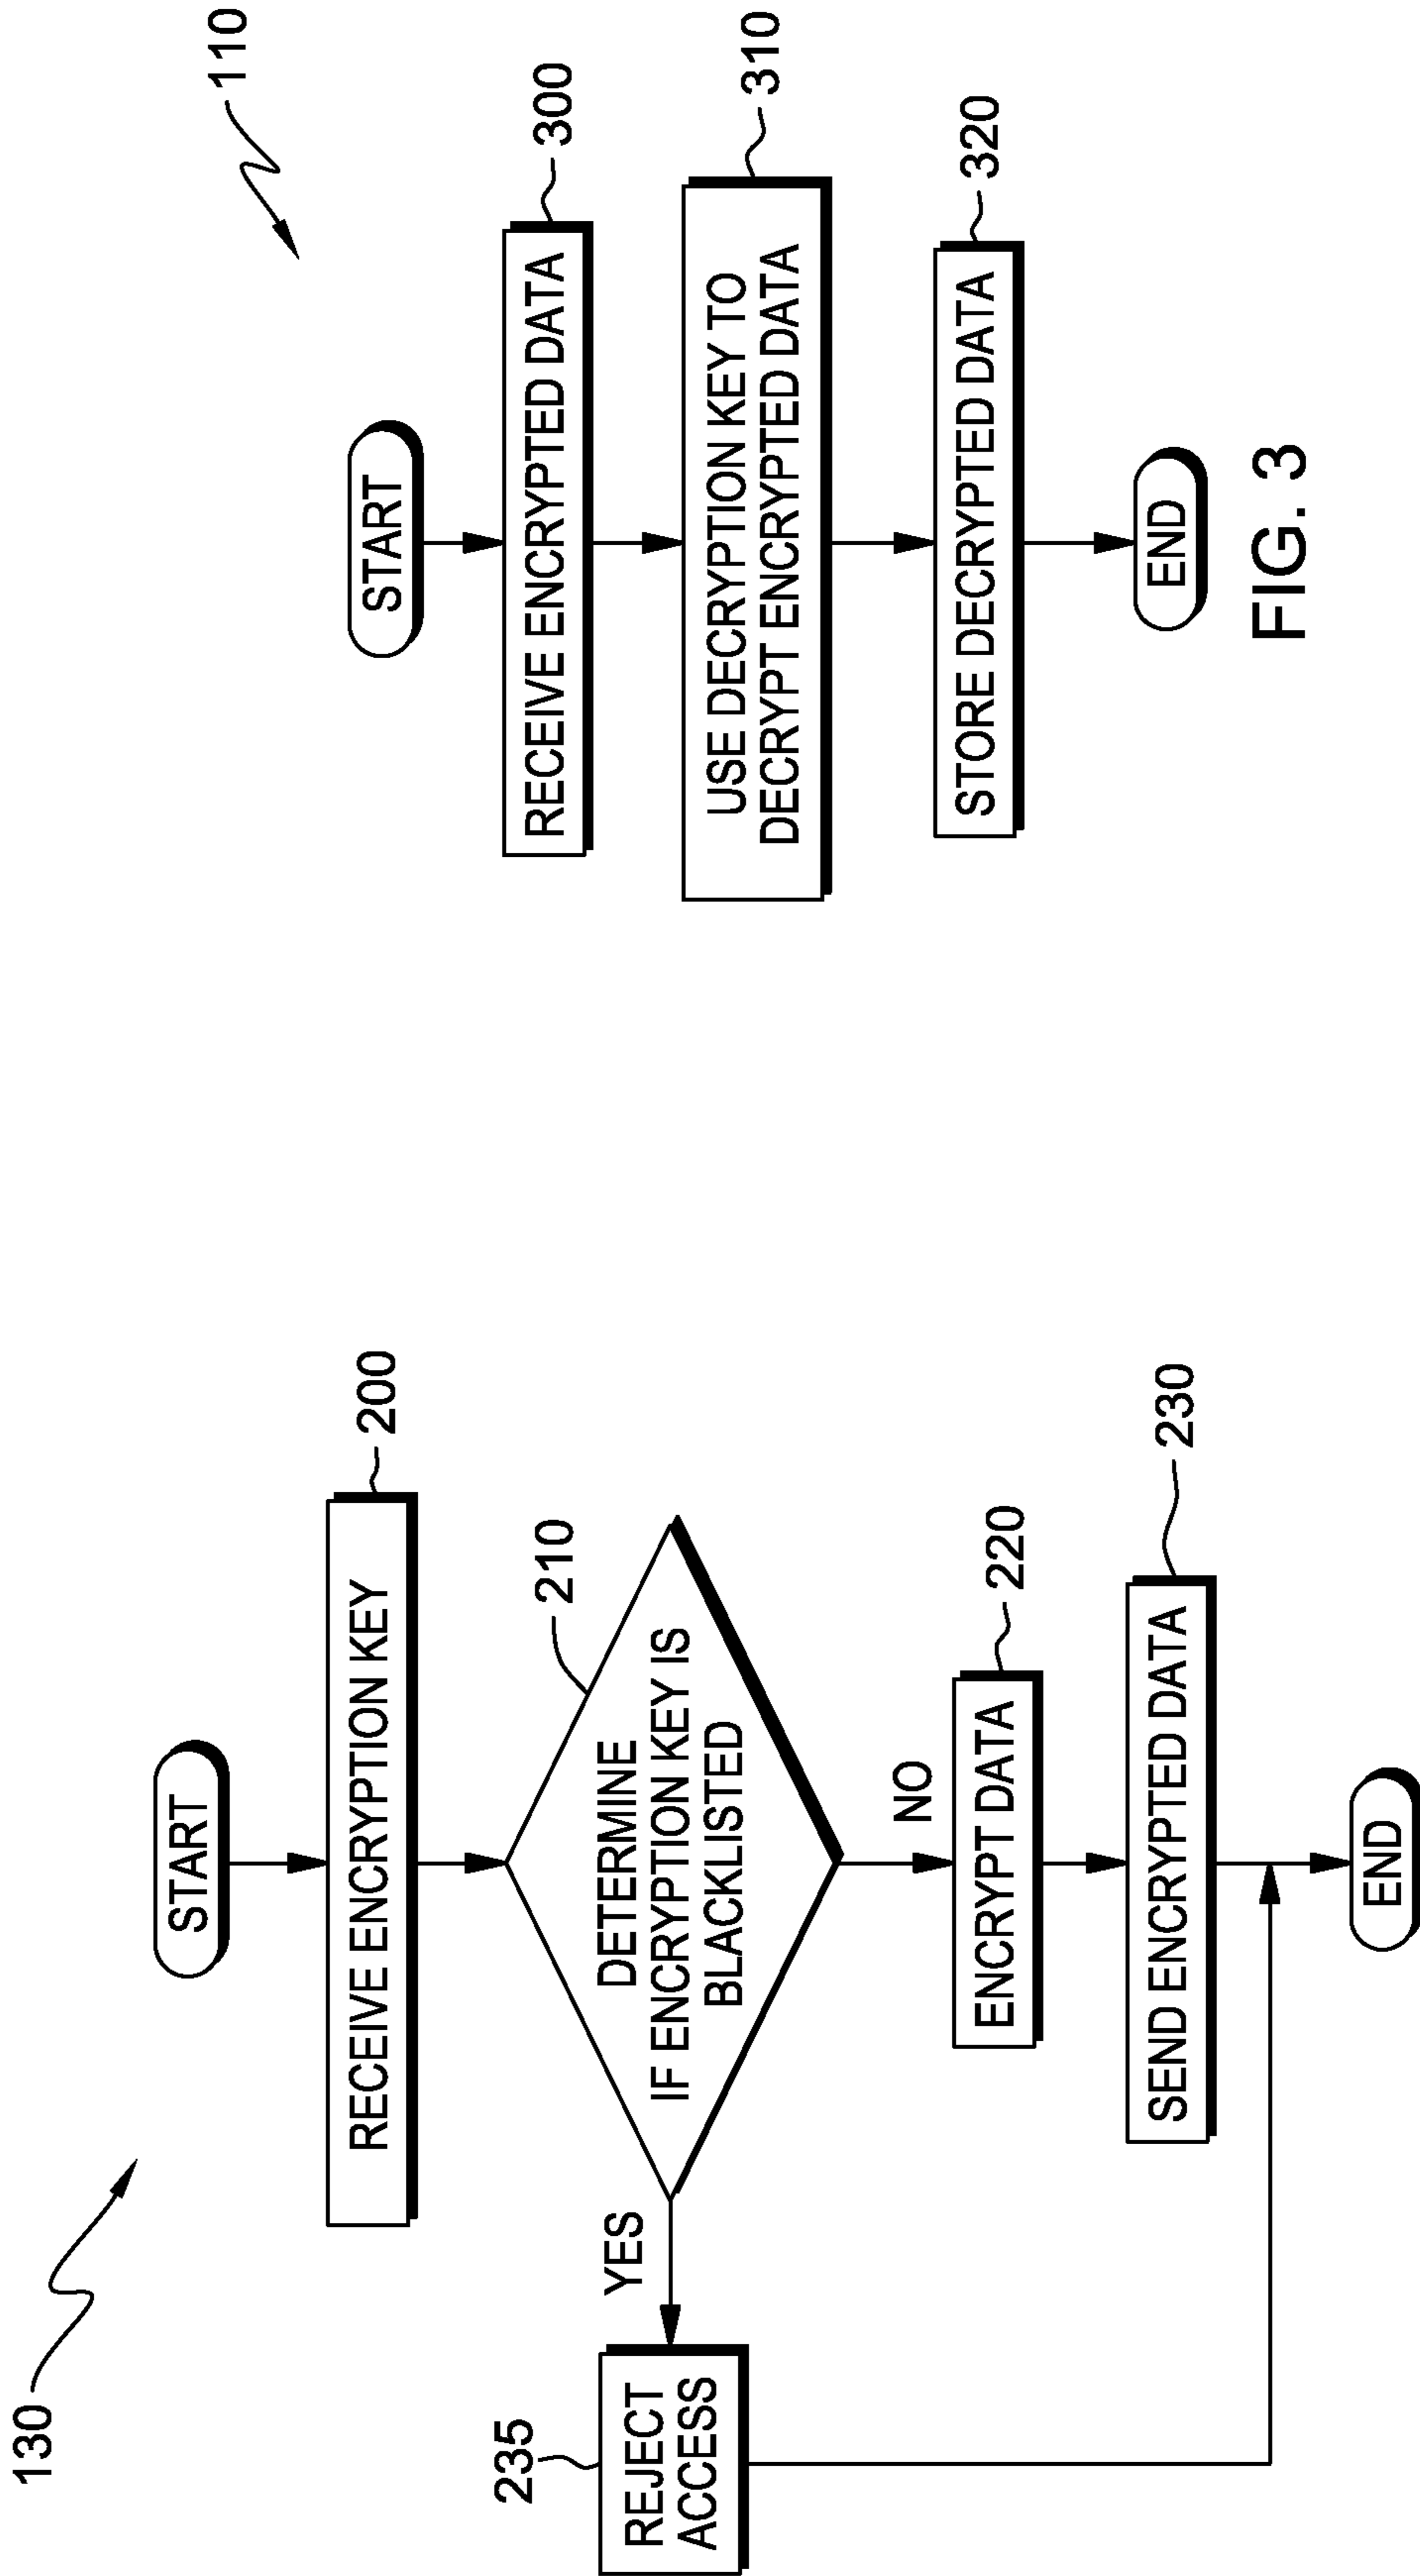 130
START
RECEIVE ENCRYPTION KEY
200
DETERMINE
IF ENCRYPTION KEY IS
BLACKLISTED
210
YES
REJECT
ACCESS
235
NO
ENCRYPT DATA
220
SEND ENCRYPTED DATA
230
END
110
START
RECEIVE ENCRYPTED DATA
300
USE DECRYPTION KEY TO
DECRYPT ENCRYPTED DATA
310
STORE DECRYPTED DATA
320
END
FIG. 3